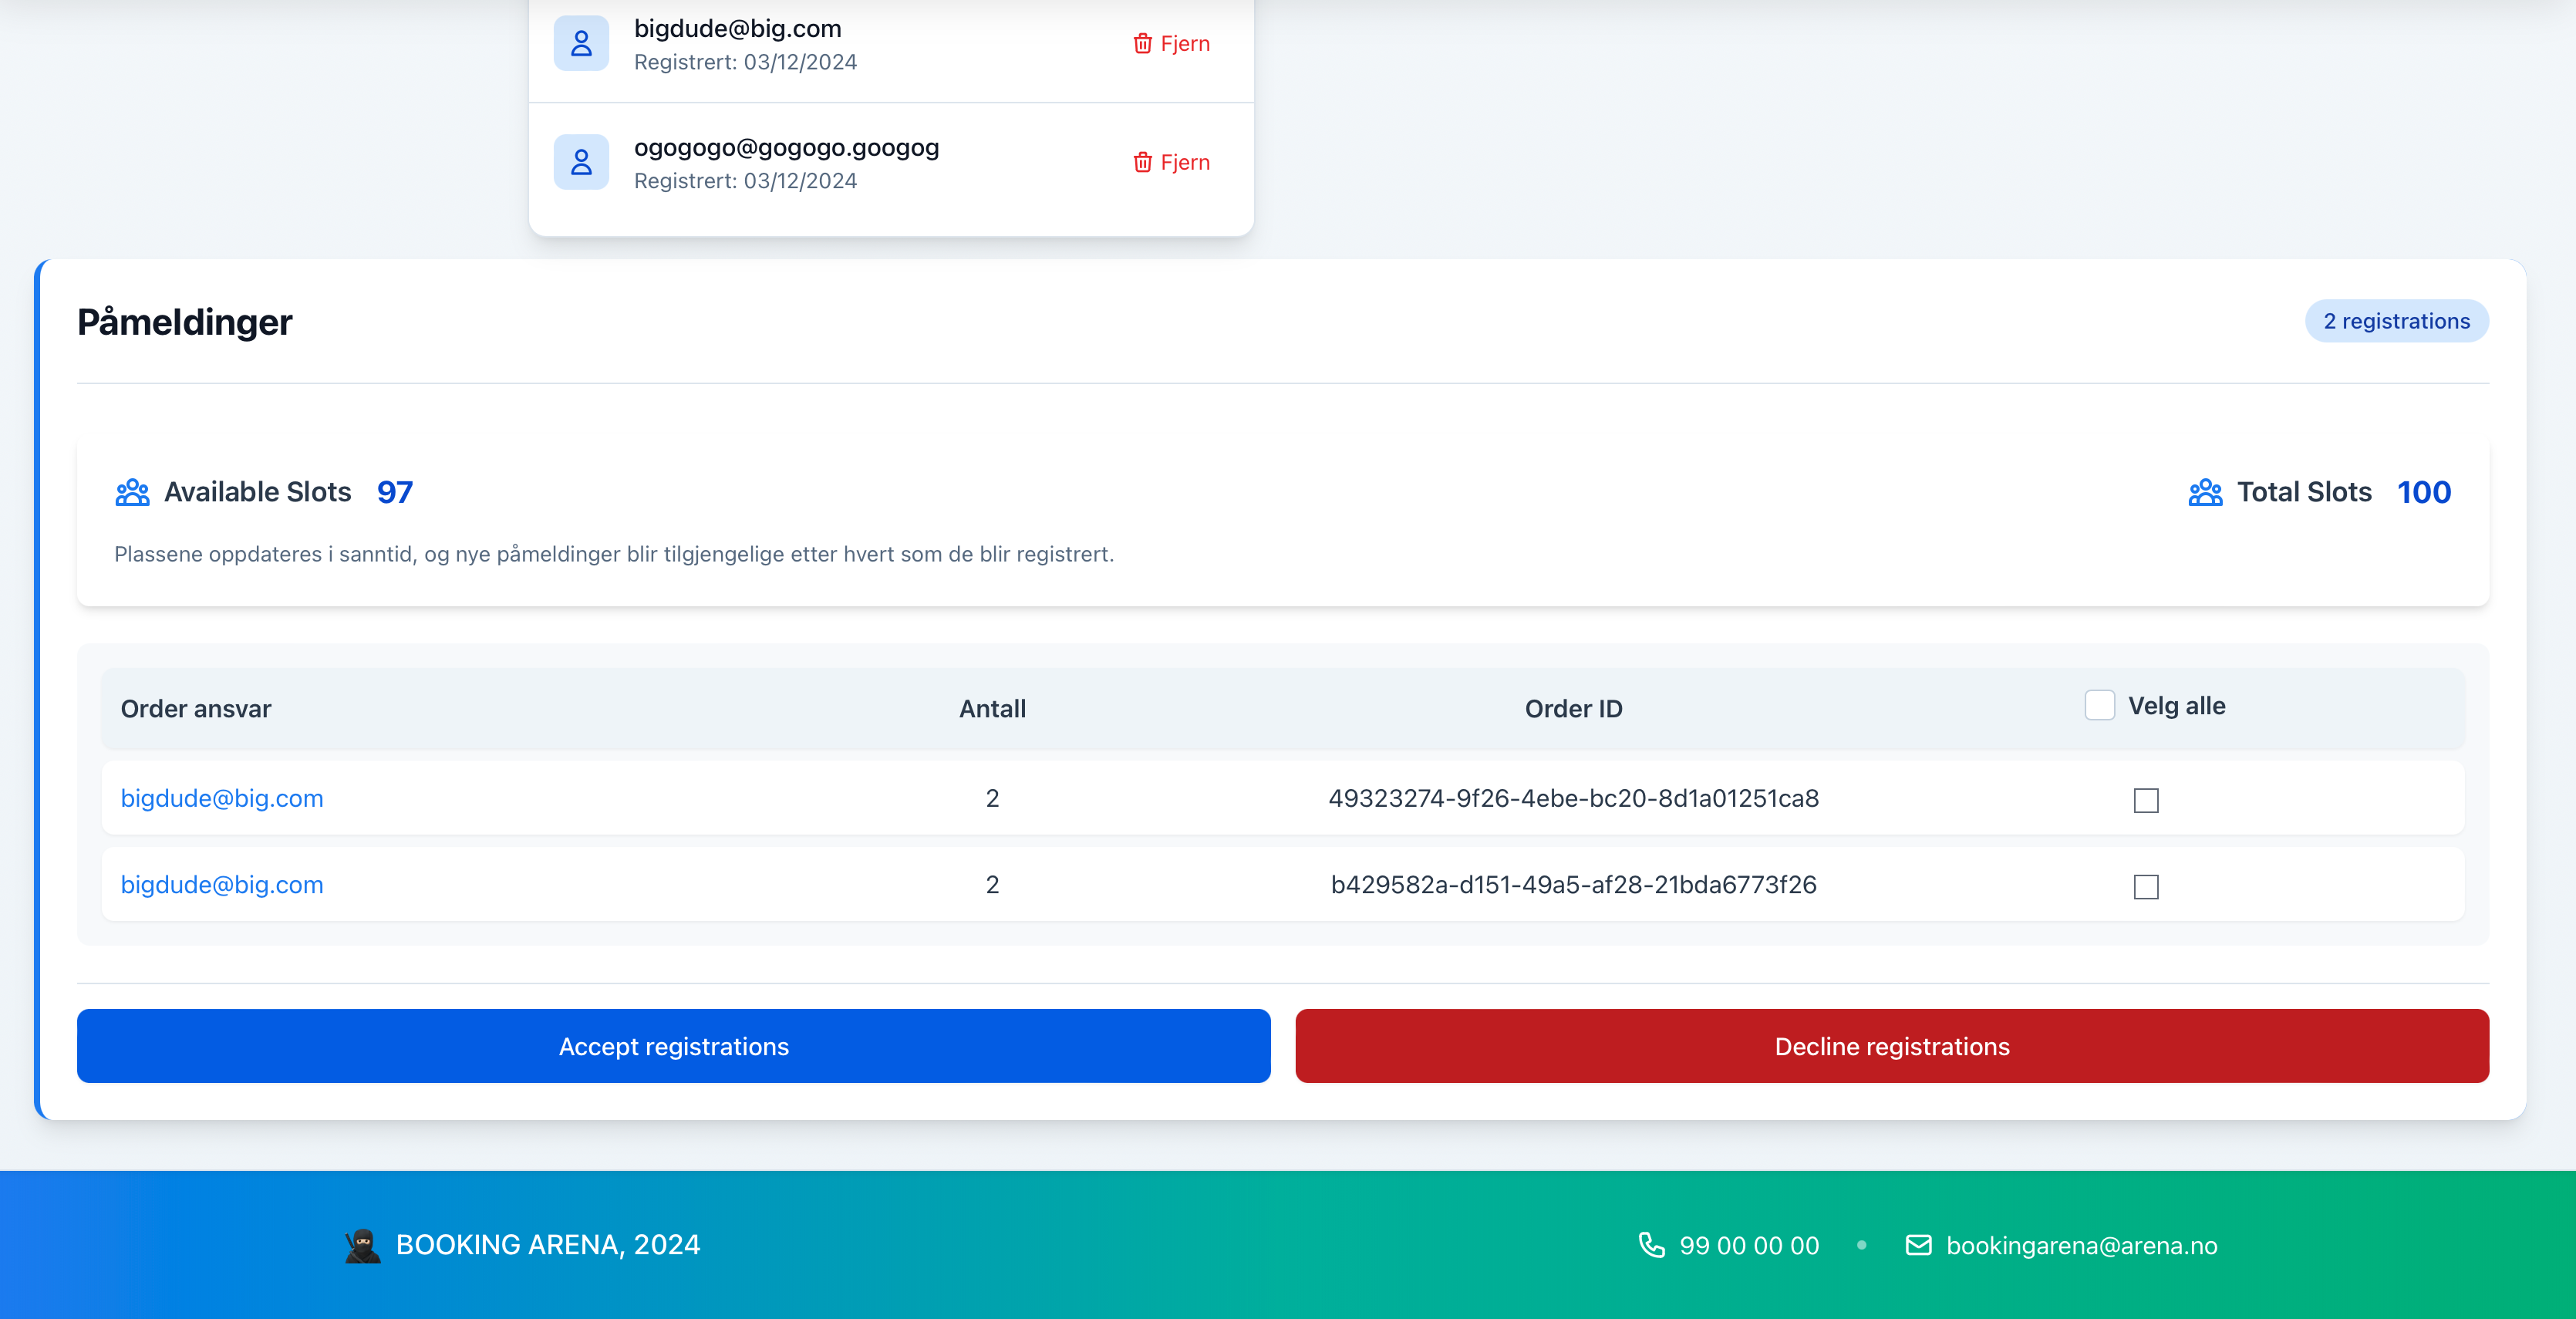 bigdude@big.com
Registrert: 03/12/2024
Fjern
ogogogo@gogogo.googog
Registrert: 03/12/2024
Fjern
Påmeldinger
2 registrations
Available Slots 97
Total Slots 100
Plassene oppdateres i sanntid, og nye påmeldinger blir tilgjengelige etter hvert som de blir registrert.
Order ansvar Antall Order ID Velg alle
bigdude@big.com 2 49323274-9f26-4ebe-bc20-8d1a01251ca8
bigdude@big.com 2 b429582a-d151-49a5-af28-21bda6773f26
Accept registrations
Decline registrations
BOOKING ARENA, 2024
99 00 00 00 • bookingarena@arena.no